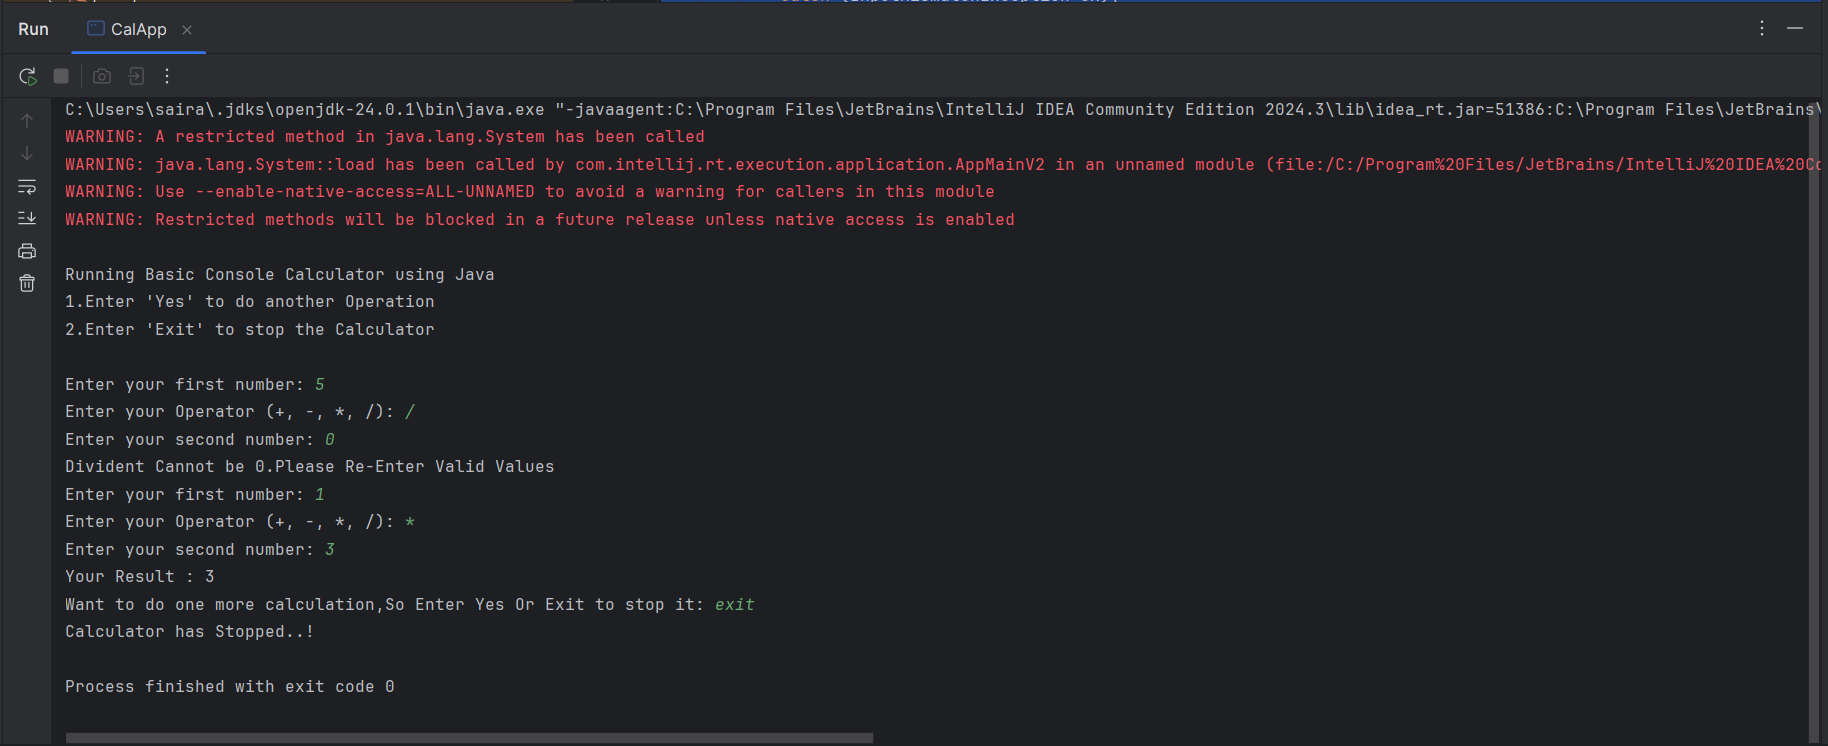 Run CalApp
C:\Users\saira\.jdks\openjdk-24.0.1\bin\java.exe "-javaagent:C:\Program Files\JetBrains\IntelliJ IDEA Community Edition 2024.3\lib\idea_rt.jar=51386:C:\Program Files\JetBrains\
WARNING: A restricted method in java.lang.System has been called
WARNING: java.lang.System::load has been called by com.intellij.rt.execution.application.AppMainV2 in an unnamed module (file:/C:/Program%20Files/JetBrains/IntelliJ%20IDEA%20Co
WARNING: Use --enable-native-access=ALL-UNNAMED to avoid a warning for callers in this module
WARNING: Restricted methods will be blocked in a future release unless native access is enabled
Running Basic Console Calculator using Java
1.Enter 'Yes' to do another Operation
2.Enter 'Exit' to stop the Calculator
Enter your first number: 5
Enter your Operator (+, -, *, /): /
Enter your second number: 0
Divident Cannot be 0.Please Re-Enter Valid Values
Enter your first number: 1
Enter your Operator (+, -, *, /): *
Enter your second number: 3
Your Result : 3
Want to do one more calculation,So Enter Yes Or Exit to stop it: exit
Calculator has Stopped..!
Process finished with exit code 0